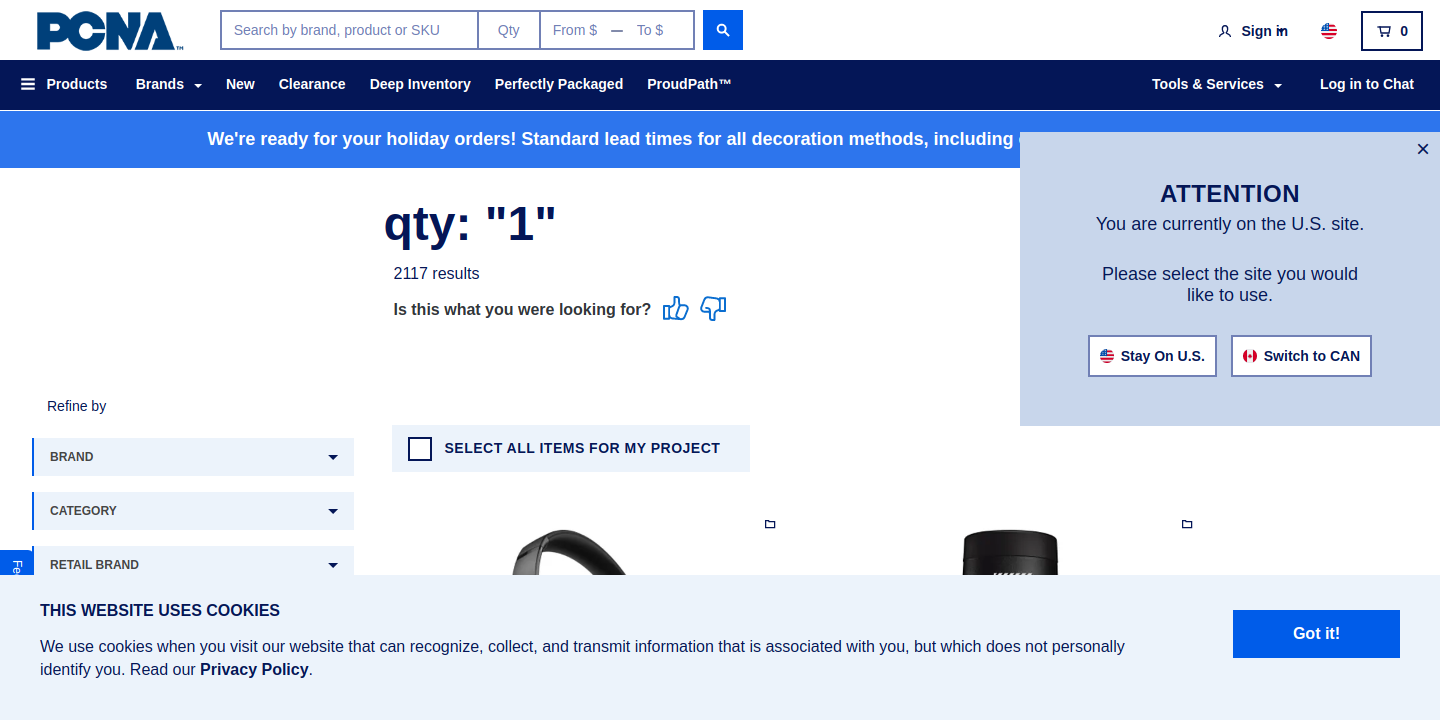 PCNA™
Search by brand, product or SKU
Qty
From $ — To $
Sign in
0
Products
Brands
New
Clearance
Deep Inventory
Perfectly Packaged
ProudPath™
Tools & Services
Log in to Chat
We're ready for your holiday orders! Standard lead times for all decoration methods, including
×
ATTENTION
You are currently on the U.S. site.
Please select the site you would
like to use.
Stay On U.S.
Switch to CAN
qty: "1"
2117 results
Is this what you were looking for?
Refine by
SELECT ALL ITEMS FOR MY PROJECT
BRAND
CATEGORY
RETAIL BRAND
THIS WEBSITE USES COOKIES
We use cookies when you visit our website that can recognize, collect, and transmit information that is associated with you, but which does not personally
identify you. Read our Privacy Policy.
Got it!